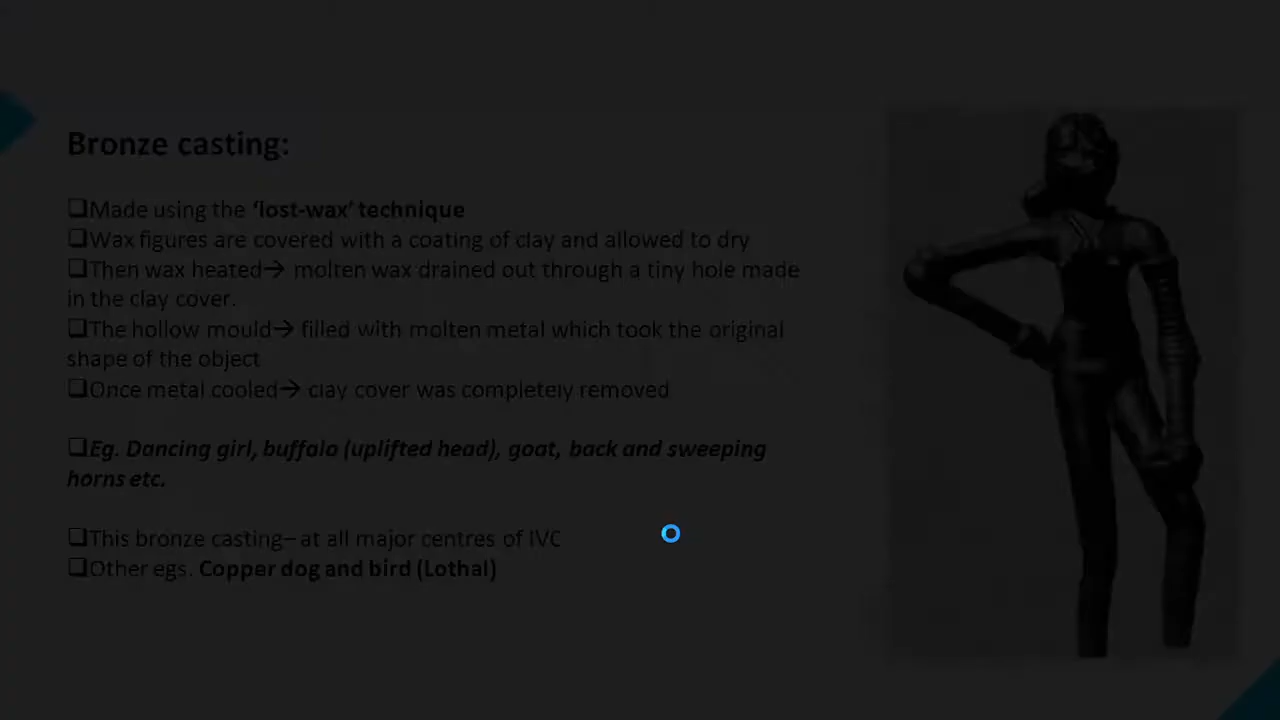 Bronze casting:
❑Made using the ‘lost-wax’ technique
❑Wax figures are covered with a coating of clay and allowed to dry
❑Then wax heated→ molten wax drained out through a tiny hole made
in the clay cover.
❑The hollow mould→ filled with molten metal which took the original
shape of the object
❑Once metal cooled→ clay cover was completely removed
❑Eg. Dancing girl, buffalo (uplifted head), goat, back and sweeping
horns etc.
❑This bronze casting– at all major centres of IVC
❑Other egs. Copper dog and bird (Lothal)